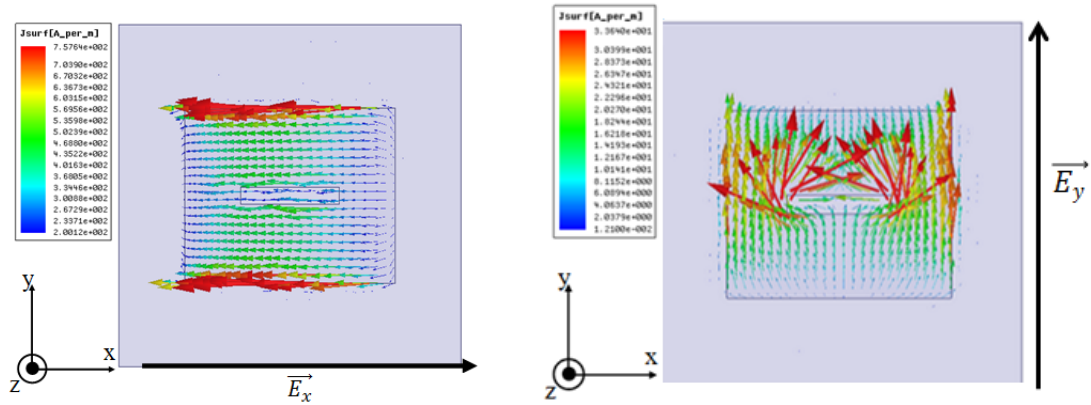 Jsurf[A_per_m]
7.5764e+002
7.0390e+002
6.7032e+002
6.3673e+002
6.0315e+002
5.6956e+002
5.3598e+002
5.0239e+002
4.6880e+002
4.3522e+002
4.0163e+002
3.6805e+002
3.3446e+002
3.0088e+002
2.6729e+002
2.3371e+002
2.0012e+002
y
x
z
E_x
Jsurf[A_per_m]
3.3640e+001
3.0399e+001
2.8373e+001
2.6347e+001
2.4321e+001
2.2296e+001
2.0270e+001
1.8244e+001
1.6218e+001
1.4193e+001
1.2167e+001
1.0141e+001
8.1152e+000
6.0894e+000
4.0637e+000
2.0379e+000
1.2100e-002
y
x
z
E_y